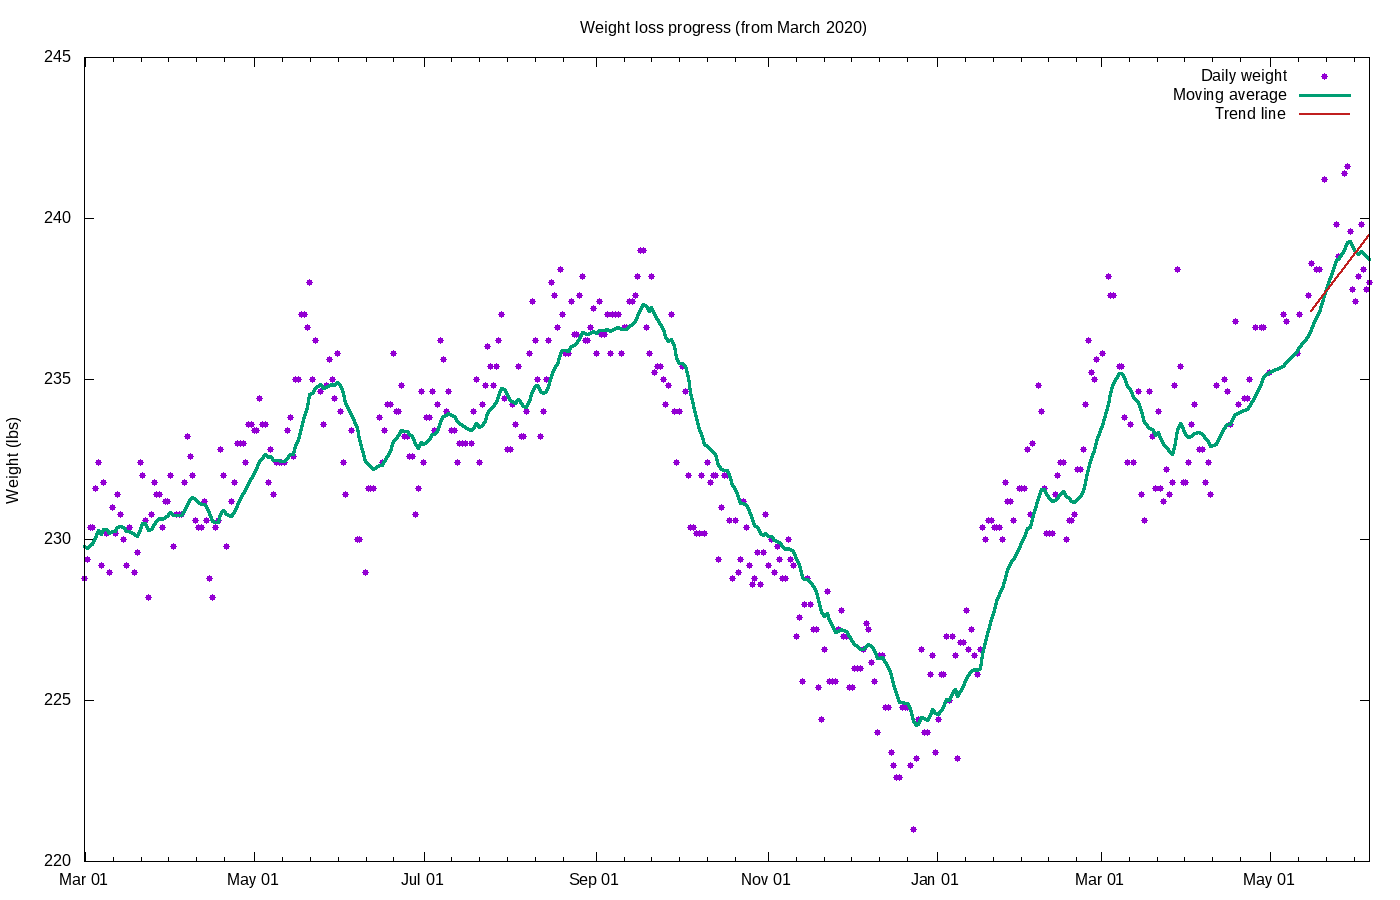 Weight loss progress (from March 2020)
245
240
235
230
225
220
Weight (lbs)
Daily weight
Moving average
Trend line
Mar 01
May 01
Jul 01
Sep 01
Nov 01
Jan 01
Mar 01
May 01